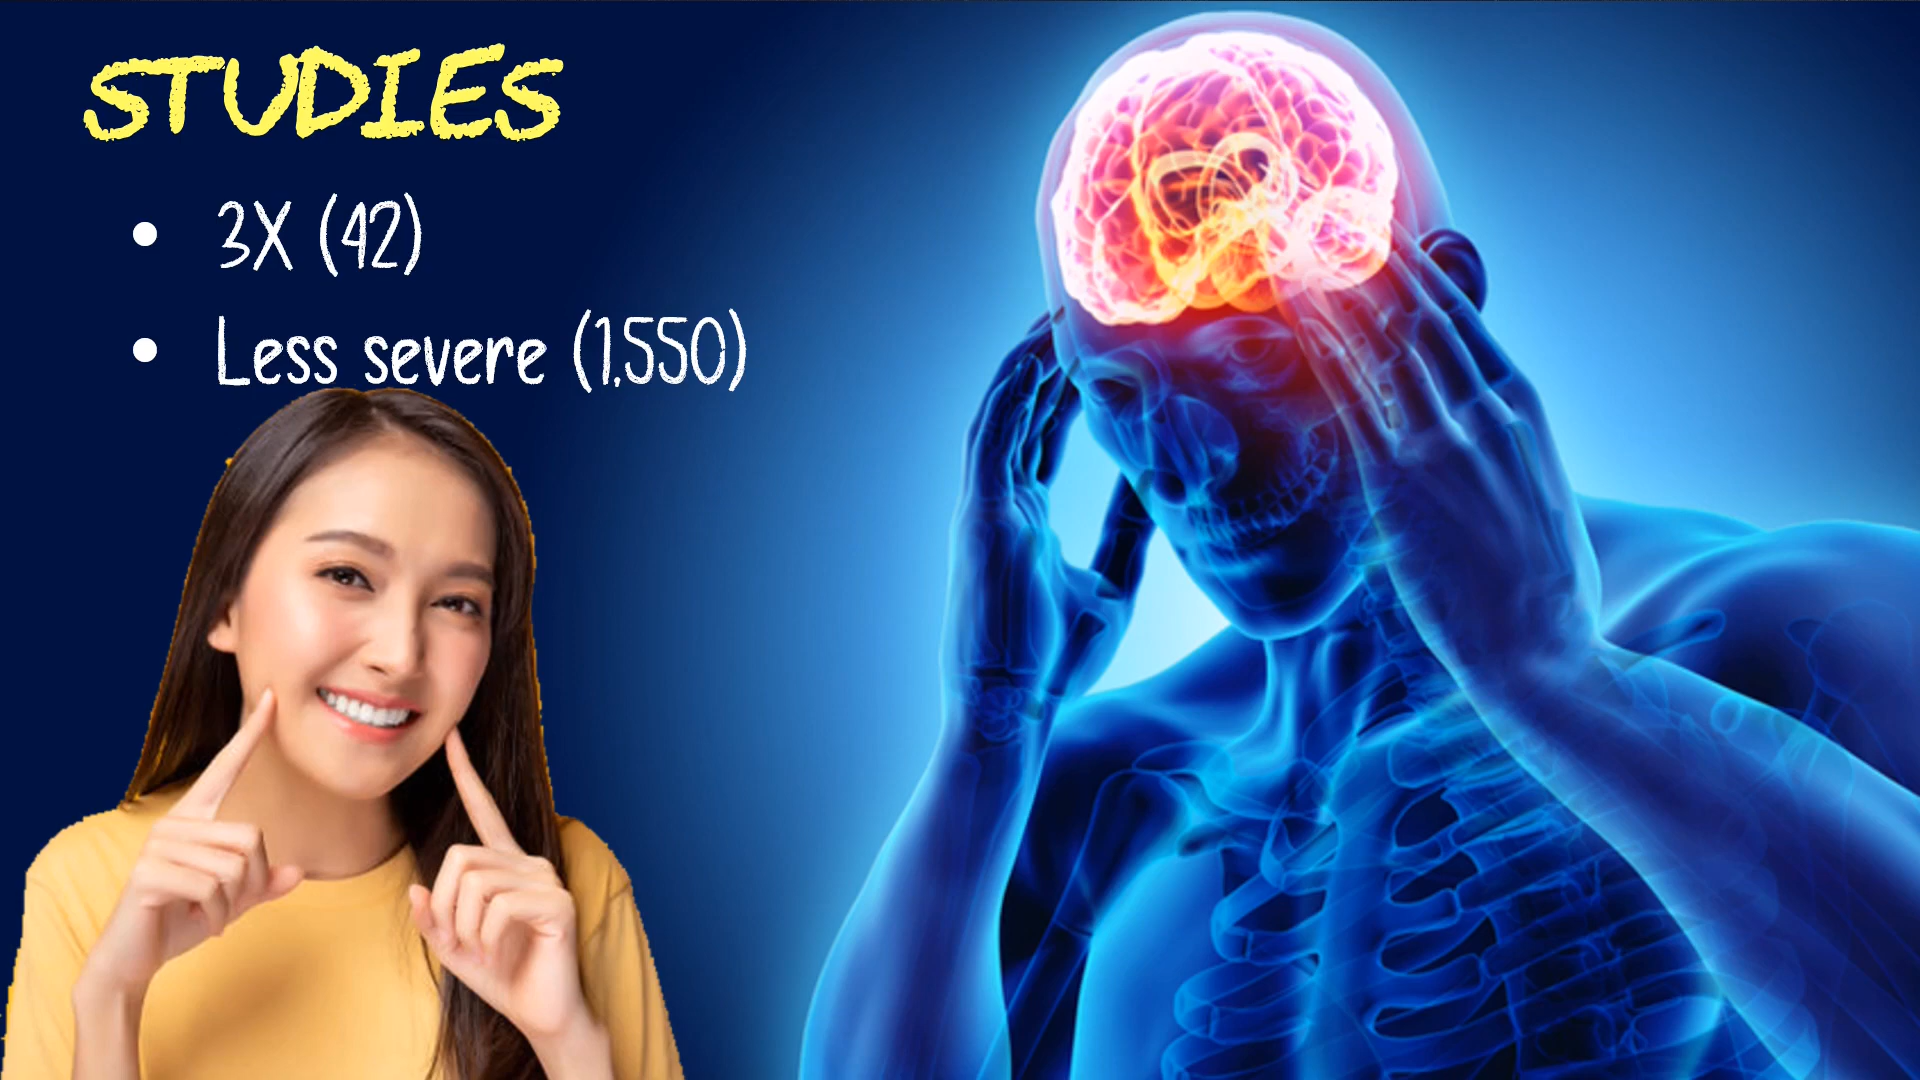 STUDIES
• 3X (42)
• Less severe (1,550)